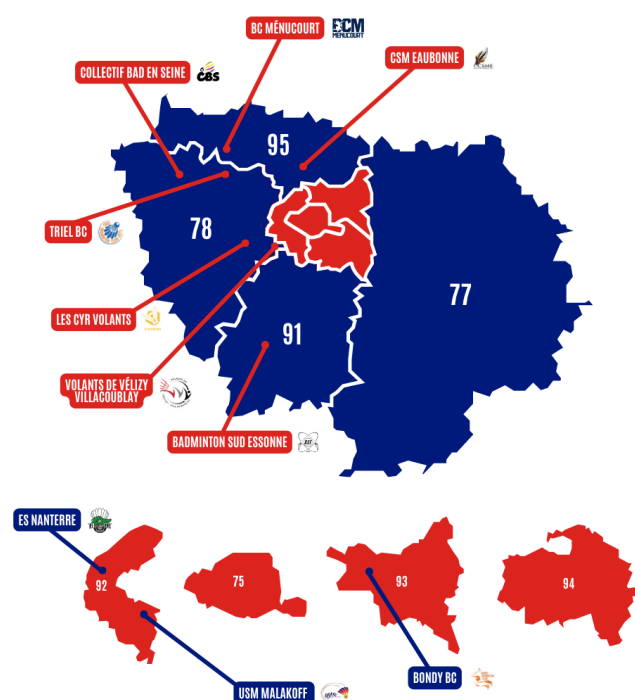 BC MÉNUCOURT
BCM
MENUCOURT
CSM EAUBONNE
COLLECTIF BAD EN SEINE
CBS
95
TRIEL BC
78
77
LES CYR VOLANTS
91
VOLANTS DE VÉLIZY
VILLACOUBLAY
BADMINTON SUD ESSONNE
ES NANTERRE
92
75
93
94
USM MALAKOFF
BONDY BC